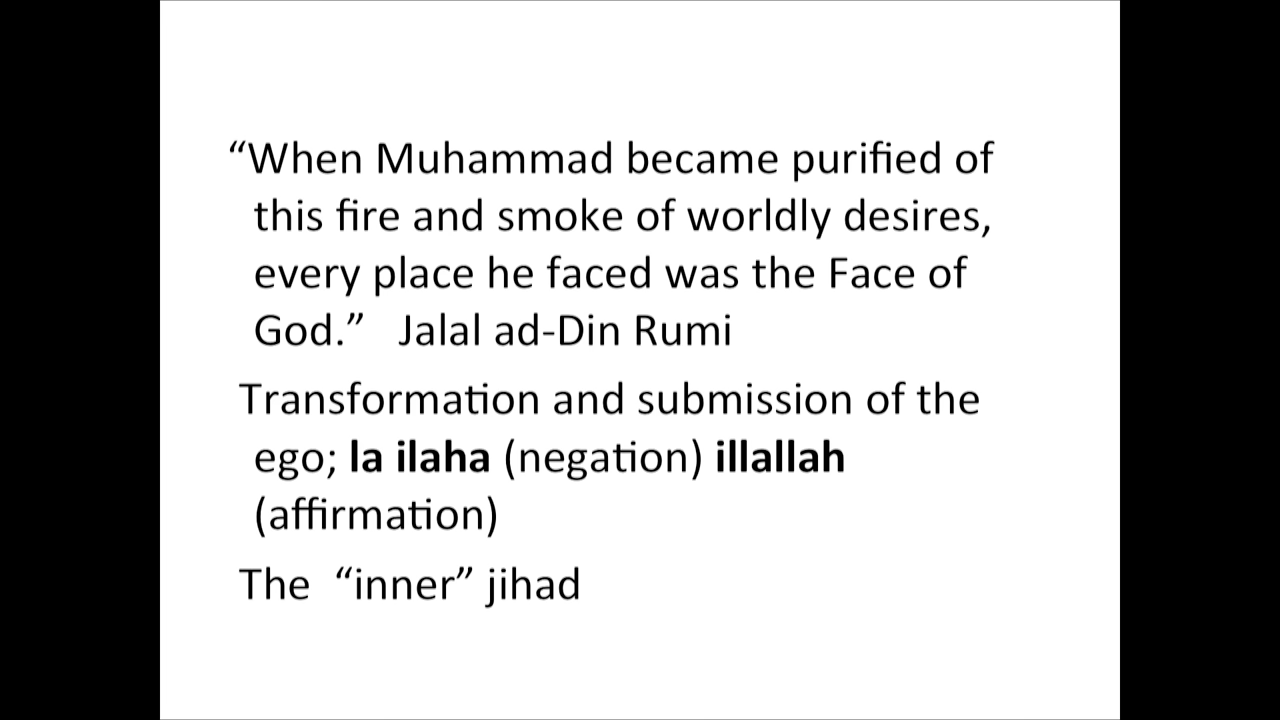 “When Muhammad became purified of
this fire and smoke of worldly desires,
every place he faced was the Face of
God.”   Jalal ad-Din Rumi
Transformation and submission of the
ego; la ilaha (negation) illallah
(affirmation)
The  “inner” jihad